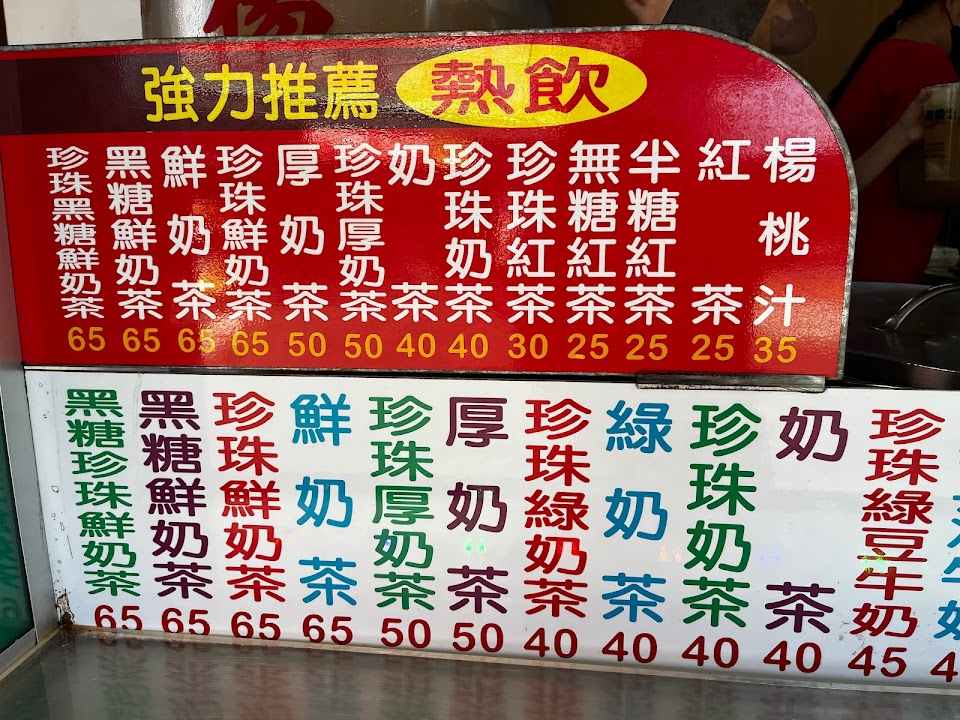 強力推薦 熱飲
珍珠黑糖鮮奶茶 65
黑糖鮮奶茶 65
鮮奶茶 65
珍珠鮮奶茶 65
厚奶茶 50
珍珠厚奶茶 50
奶茶 40
珍珠奶茶 40
珍珠紅茶 30
無糖紅茶 25
半糖紅茶 25
紅茶 25
楊桃汁 35
黑糖珍珠鮮奶茶 65
黑糖鮮奶茶 65
珍珠鮮奶茶 65
鮮奶茶 65
珍珠厚奶茶 50
厚奶茶 50
珍珠綠奶茶 40
綠奶茶 40
珍珠奶茶 40
奶茶 40
珍珠綠豆牛奶 45